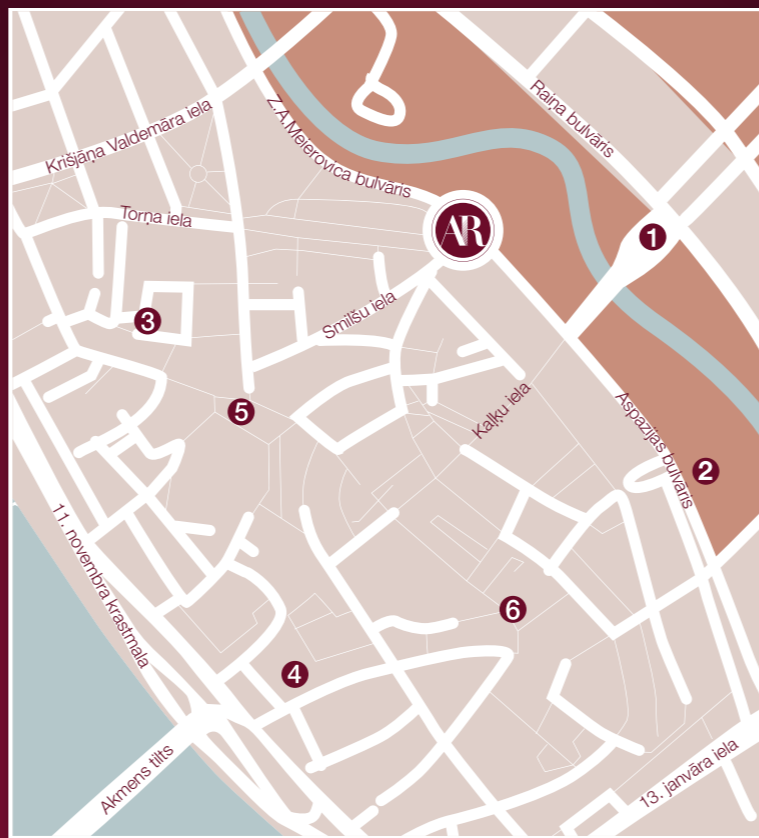 Raiņa bulvāris
Krišjāņa Valdemāra iela
Z.A.Meierovica bulvāris
Torņa iela
AR
1
Smilšu iela
3
5
Kaļķu iela
Aspazijas bulvāris
2
11. novembra krastmala
6
4
Akmens tilts
13. janvāra iela